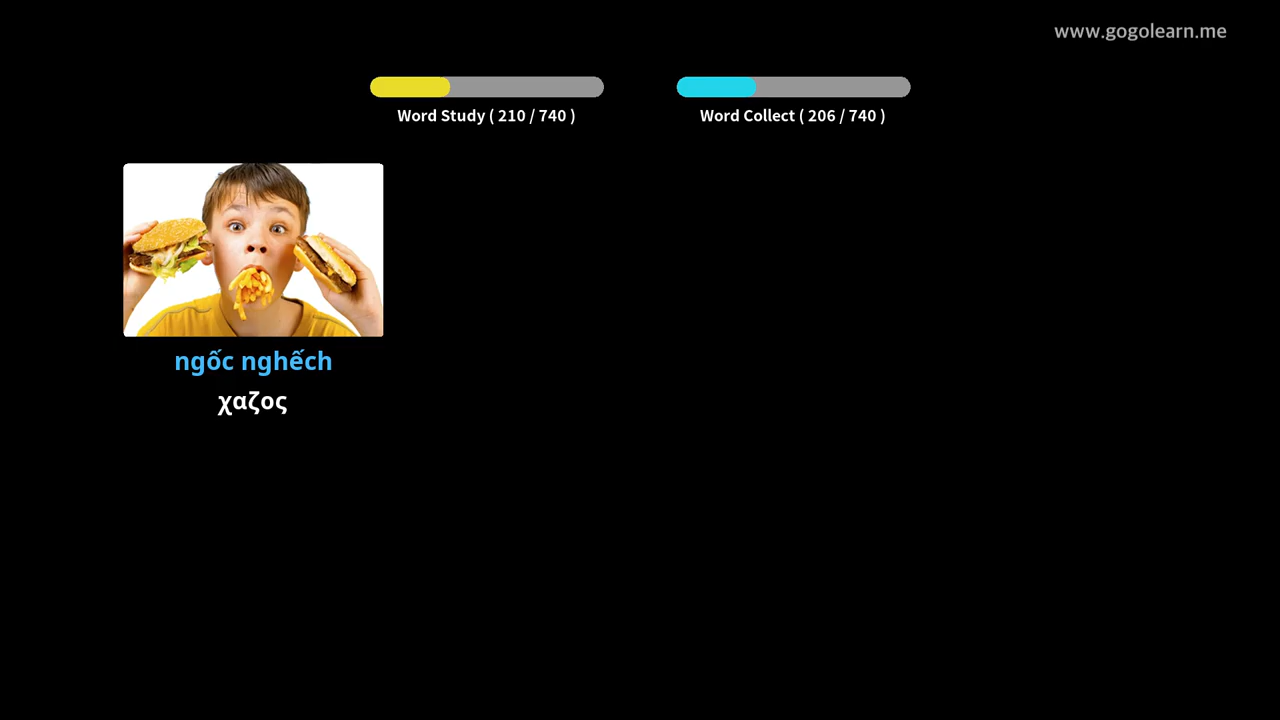 www.gogolearn.me
Word Study ( 210 / 740 )
Word Collect ( 206 / 740 )
ngốc nghếch
χαζος